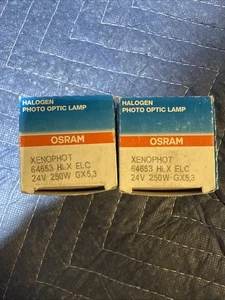 HALOGEN
PHOTO OPTIC LAMP
OSRAM
XENOPHOT
64653 HLX ELC
24V 250W GX5,3
HALOGEN
PHOTO OPTIC LAMP
OSRAM
XENOPHOT
64653 HLX ELC
24V 250W GX5,3